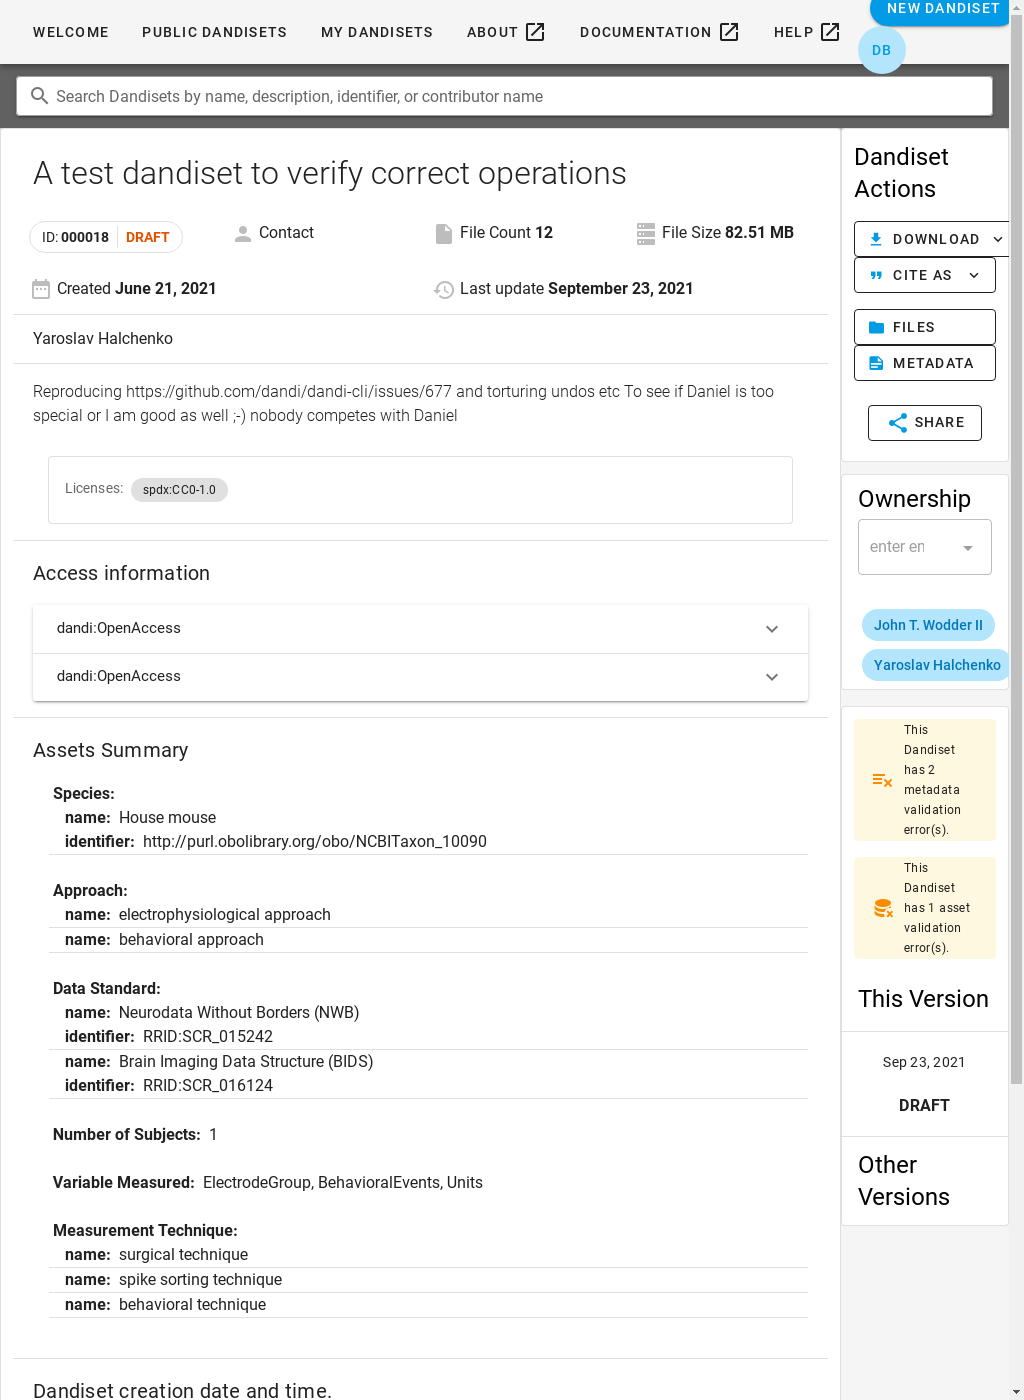 WELCOME PUBLIC DANDISETS MY DANDISETS ABOUT DOCUMENTATION HELP NEW DANDISET
DB
Search Dandisets by name, description, identifier, or contributor name
A test dandiset to verify correct operations
ID: 000018 DRAFT Contact File Count 12 File Size 82.51 MB
Created June 21, 2021 Last update September 23, 2021
Yaroslav Halchenko
Reproducing https://github.com/dandi/dandi-cli/issues/677 and torturing undos etc To see if Daniel is too
special or I am good as well ;-) nobody competes with Daniel
Licenses: spdx:CC0-1.0
Access information
dandi:OpenAccess
dandi:OpenAccess
Assets Summary
Species:
name: House mouse
identifier: http://purl.obolibrary.org/obo/NCBITaxon_10090
Approach:
name: electrophysiological approach
name: behavioral approach
Data Standard:
name: Neurodata Without Borders (NWB)
identifier: RRID:SCR_015242
name: Brain Imaging Data Structure (BIDS)
identifier: RRID:SCR_016124
Number of Subjects: 1
Variable Measured: ElectrodeGroup, BehavioralEvents, Units
Measurement Technique:
name: surgical technique
name: spike sorting technique
name: behavioral technique
Dandiset creation date and time.
Dandiset
Actions
DOWNLOAD
CITE AS
FILES
METADATA
SHARE
Ownership
enter en
John T. Wodder II
Yaroslav Halchenko
This
Dandiset
has 2
metadata
validation
error(s).
This
Dandiset
has 1 asset
validation
error(s).
This Version
Sep 23, 2021
DRAFT
Other
Versions